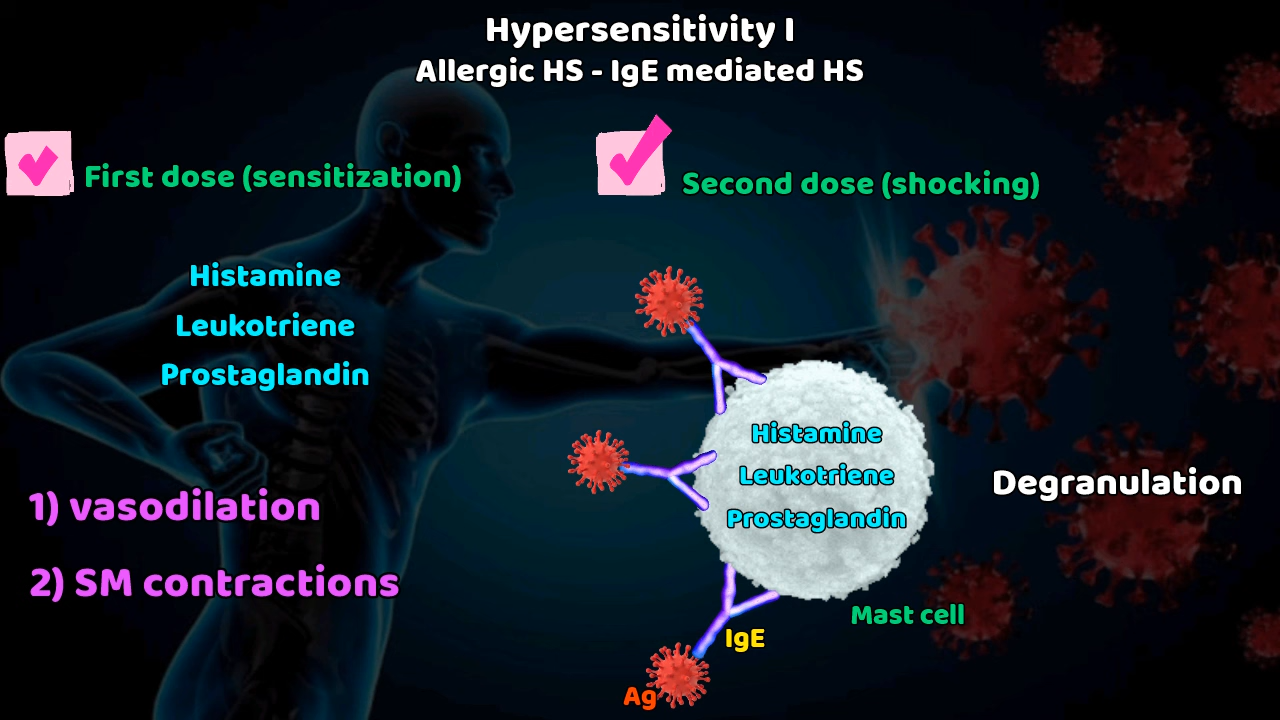 Hypersensitivity I
Allergic HS - IgE mediated HS
First dose (sensitization)
Second dose (shocking)
Histamine
Leukotriene
Prostaglandin
1) vasodilation
2) SM contractions
Histamine
Leukotriene
Prostaglandin
Degranulation
Mast cell
IgE
Ag